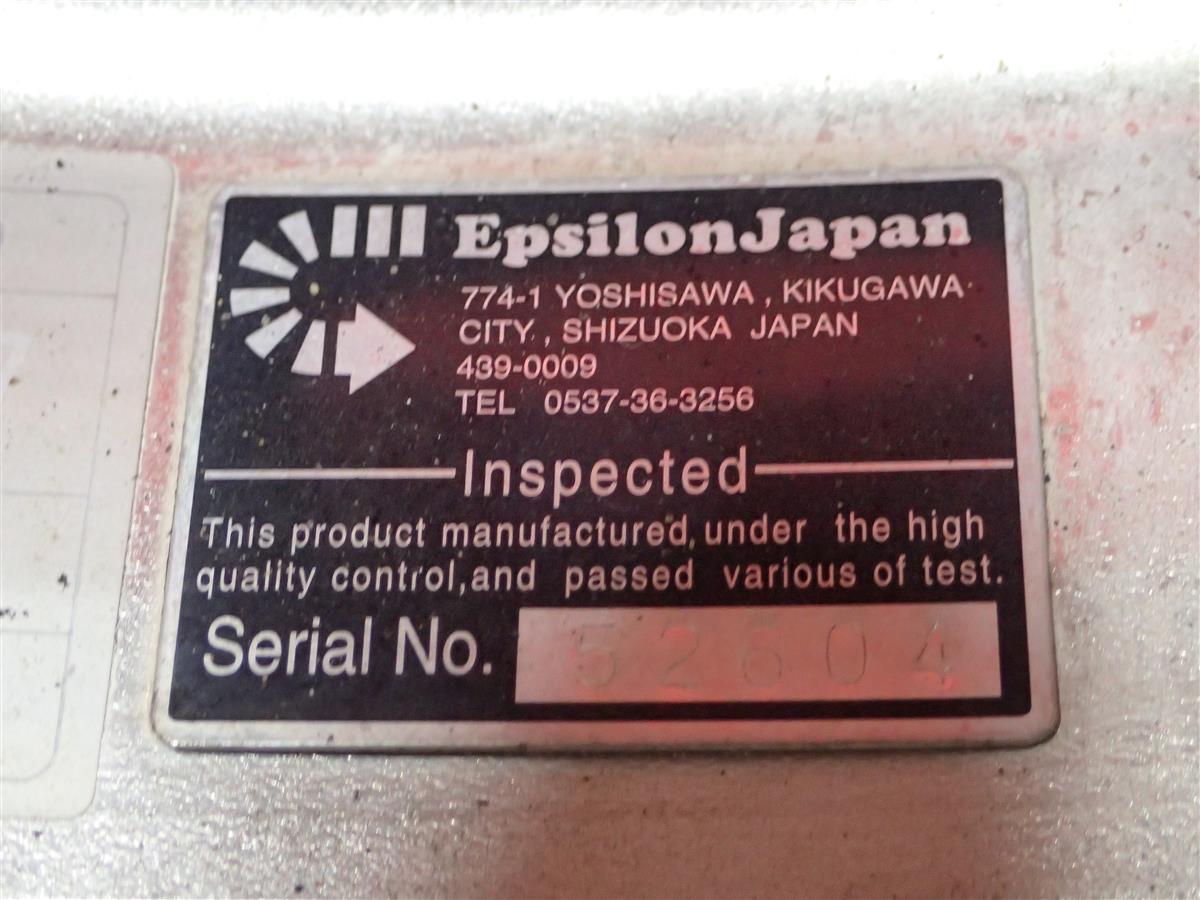 EpsilonJapan
774-1 YOSHISAWA , KIKUGAWA
CITY , SHIZUOKA JAPAN
439-0009
TEL 0537-36-3256
Inspected
This product manufactured, under the high
quality control,and passed various of test.
Serial No. 52604